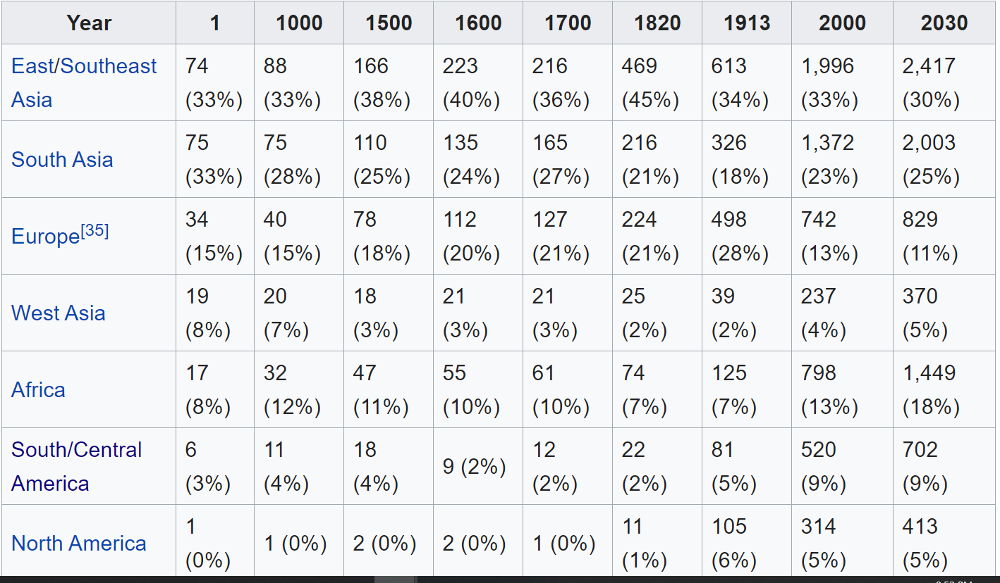 Year 1 1000 1500 1600 1700 1820 1913 2000 2030
East/Southeast Asia 74 (33%) 88 (33%) 166 (38%) 223 (40%) 216 (36%) 469 (45%) 613 (34%) 1,996 (33%) 2,417 (30%)
South Asia 75 (33%) 75 (28%) 110 (25%) 135 (24%) 165 (27%) 216 (21%) 326 (18%) 1,372 (23%) 2,003 (25%)
Europe[35] 34 (15%) 40 (15%) 78 (18%) 112 (20%) 127 (21%) 224 (21%) 498 (28%) 742 (13%) 829 (11%)
West Asia 19 (8%) 20 (7%) 18 (3%) 21 (3%) 21 (3%) 25 (2%) 39 (2%) 237 (4%) 370 (5%)
Africa 17 (8%) 32 (12%) 47 (11%) 55 (10%) 61 (10%) 74 (7%) 125 (7%) 798 (13%) 1,449 (18%)
South/Central America 6 (3%) 11 (4%) 18 (4%) 9 (2%) 12 (2%) 22 (2%) 81 (5%) 520 (9%) 702 (9%)
North America 1 (0%) 1 (0%) 2 (0%) 2 (0%) 1 (0%) 11 (1%) 105 (6%) 314 (5%) 413 (5%)